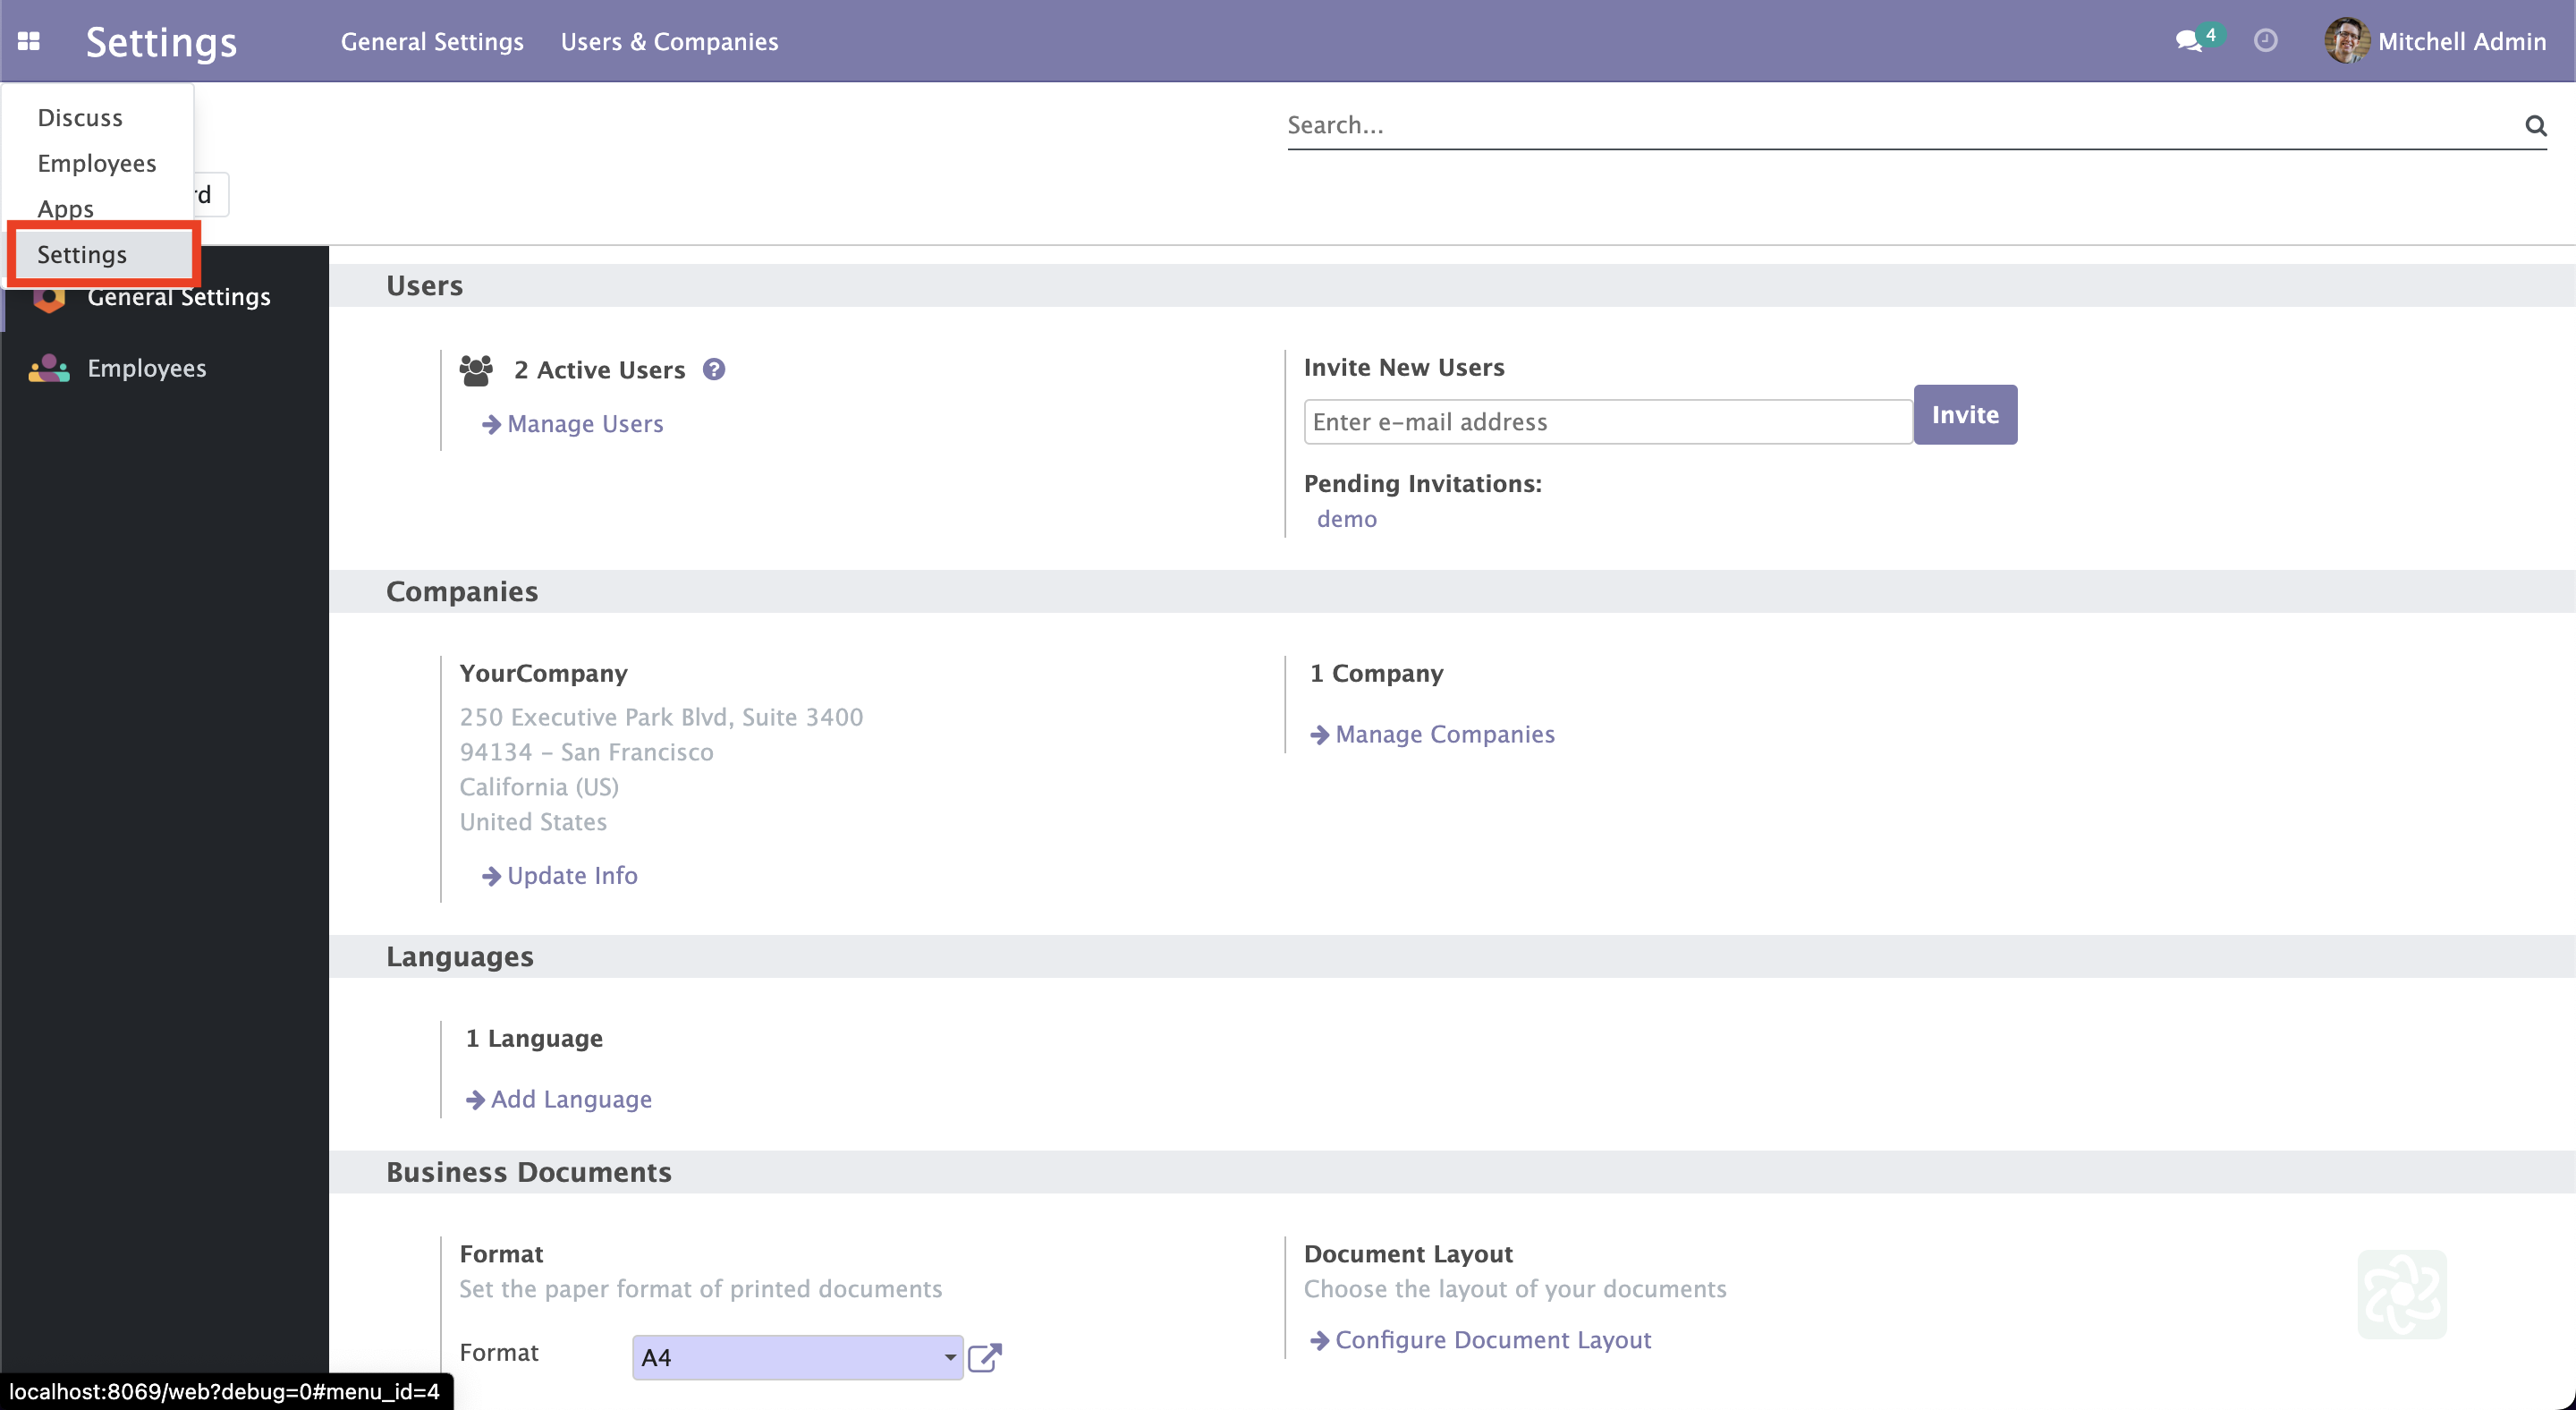 Settings
General Settings
Users & Companies
4
Mitchell Admin
Discuss
Employees
Apps
Settings
Search...
rd
General Settings
Employees
Users
2 Active Users
?
Manage Users
Invite New Users
Enter e-mail address
Invite
Pending Invitations:
demo
Companies
YourCompany
250 Executive Park Blvd, Suite 3400
94134 - San Francisco
California (US)
United States
Update Info
1 Company
Manage Companies
Languages
1 Language
Add Language
Business Documents
Format
Set the paper format of printed documents
Format
A4
Document Layout
Choose the layout of your documents
Configure Document Layout
localhost:8069/web?debug=0#menu_id=4